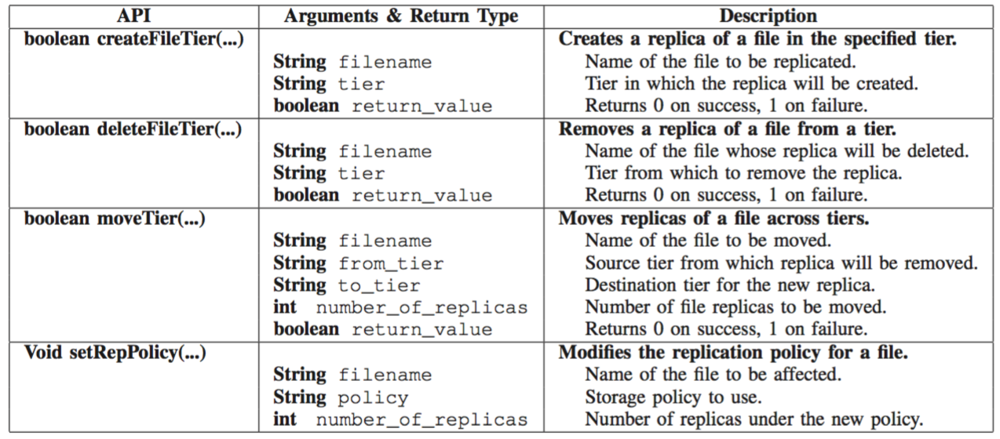 API Arguments & Return Type Description
boolean createFileTier(...) Creates a replica of a file in the specified tier.
String filename Name of the file to be replicated.
String tier Tier in which the replica will be created.
boolean return_value Returns 0 on success, 1 on failure.
boolean deleteFileTier(...) Removes a replica of a file from a tier.
String filename Name of the file whose replica will be deleted.
String tier Tier from which to remove the replica.
boolean return_value Returns 0 on success, 1 on failure.
boolean moveTier(...) Moves replicas of a file across tiers.
String filename Name of the file to be moved.
String from_tier Source tier from which replica will be removed.
String to_tier Destination tier for the new replica.
int number_of_replicas Number of file replicas to be moved.
boolean return_value Returns 0 on success, 1 on failure.
Void setRepPolicy(...) Modifies the replication policy for a file.
String filename Name of the file to be affected.
String policy Storage policy to use.
int number_of_replicas Number of replicas under the new policy.